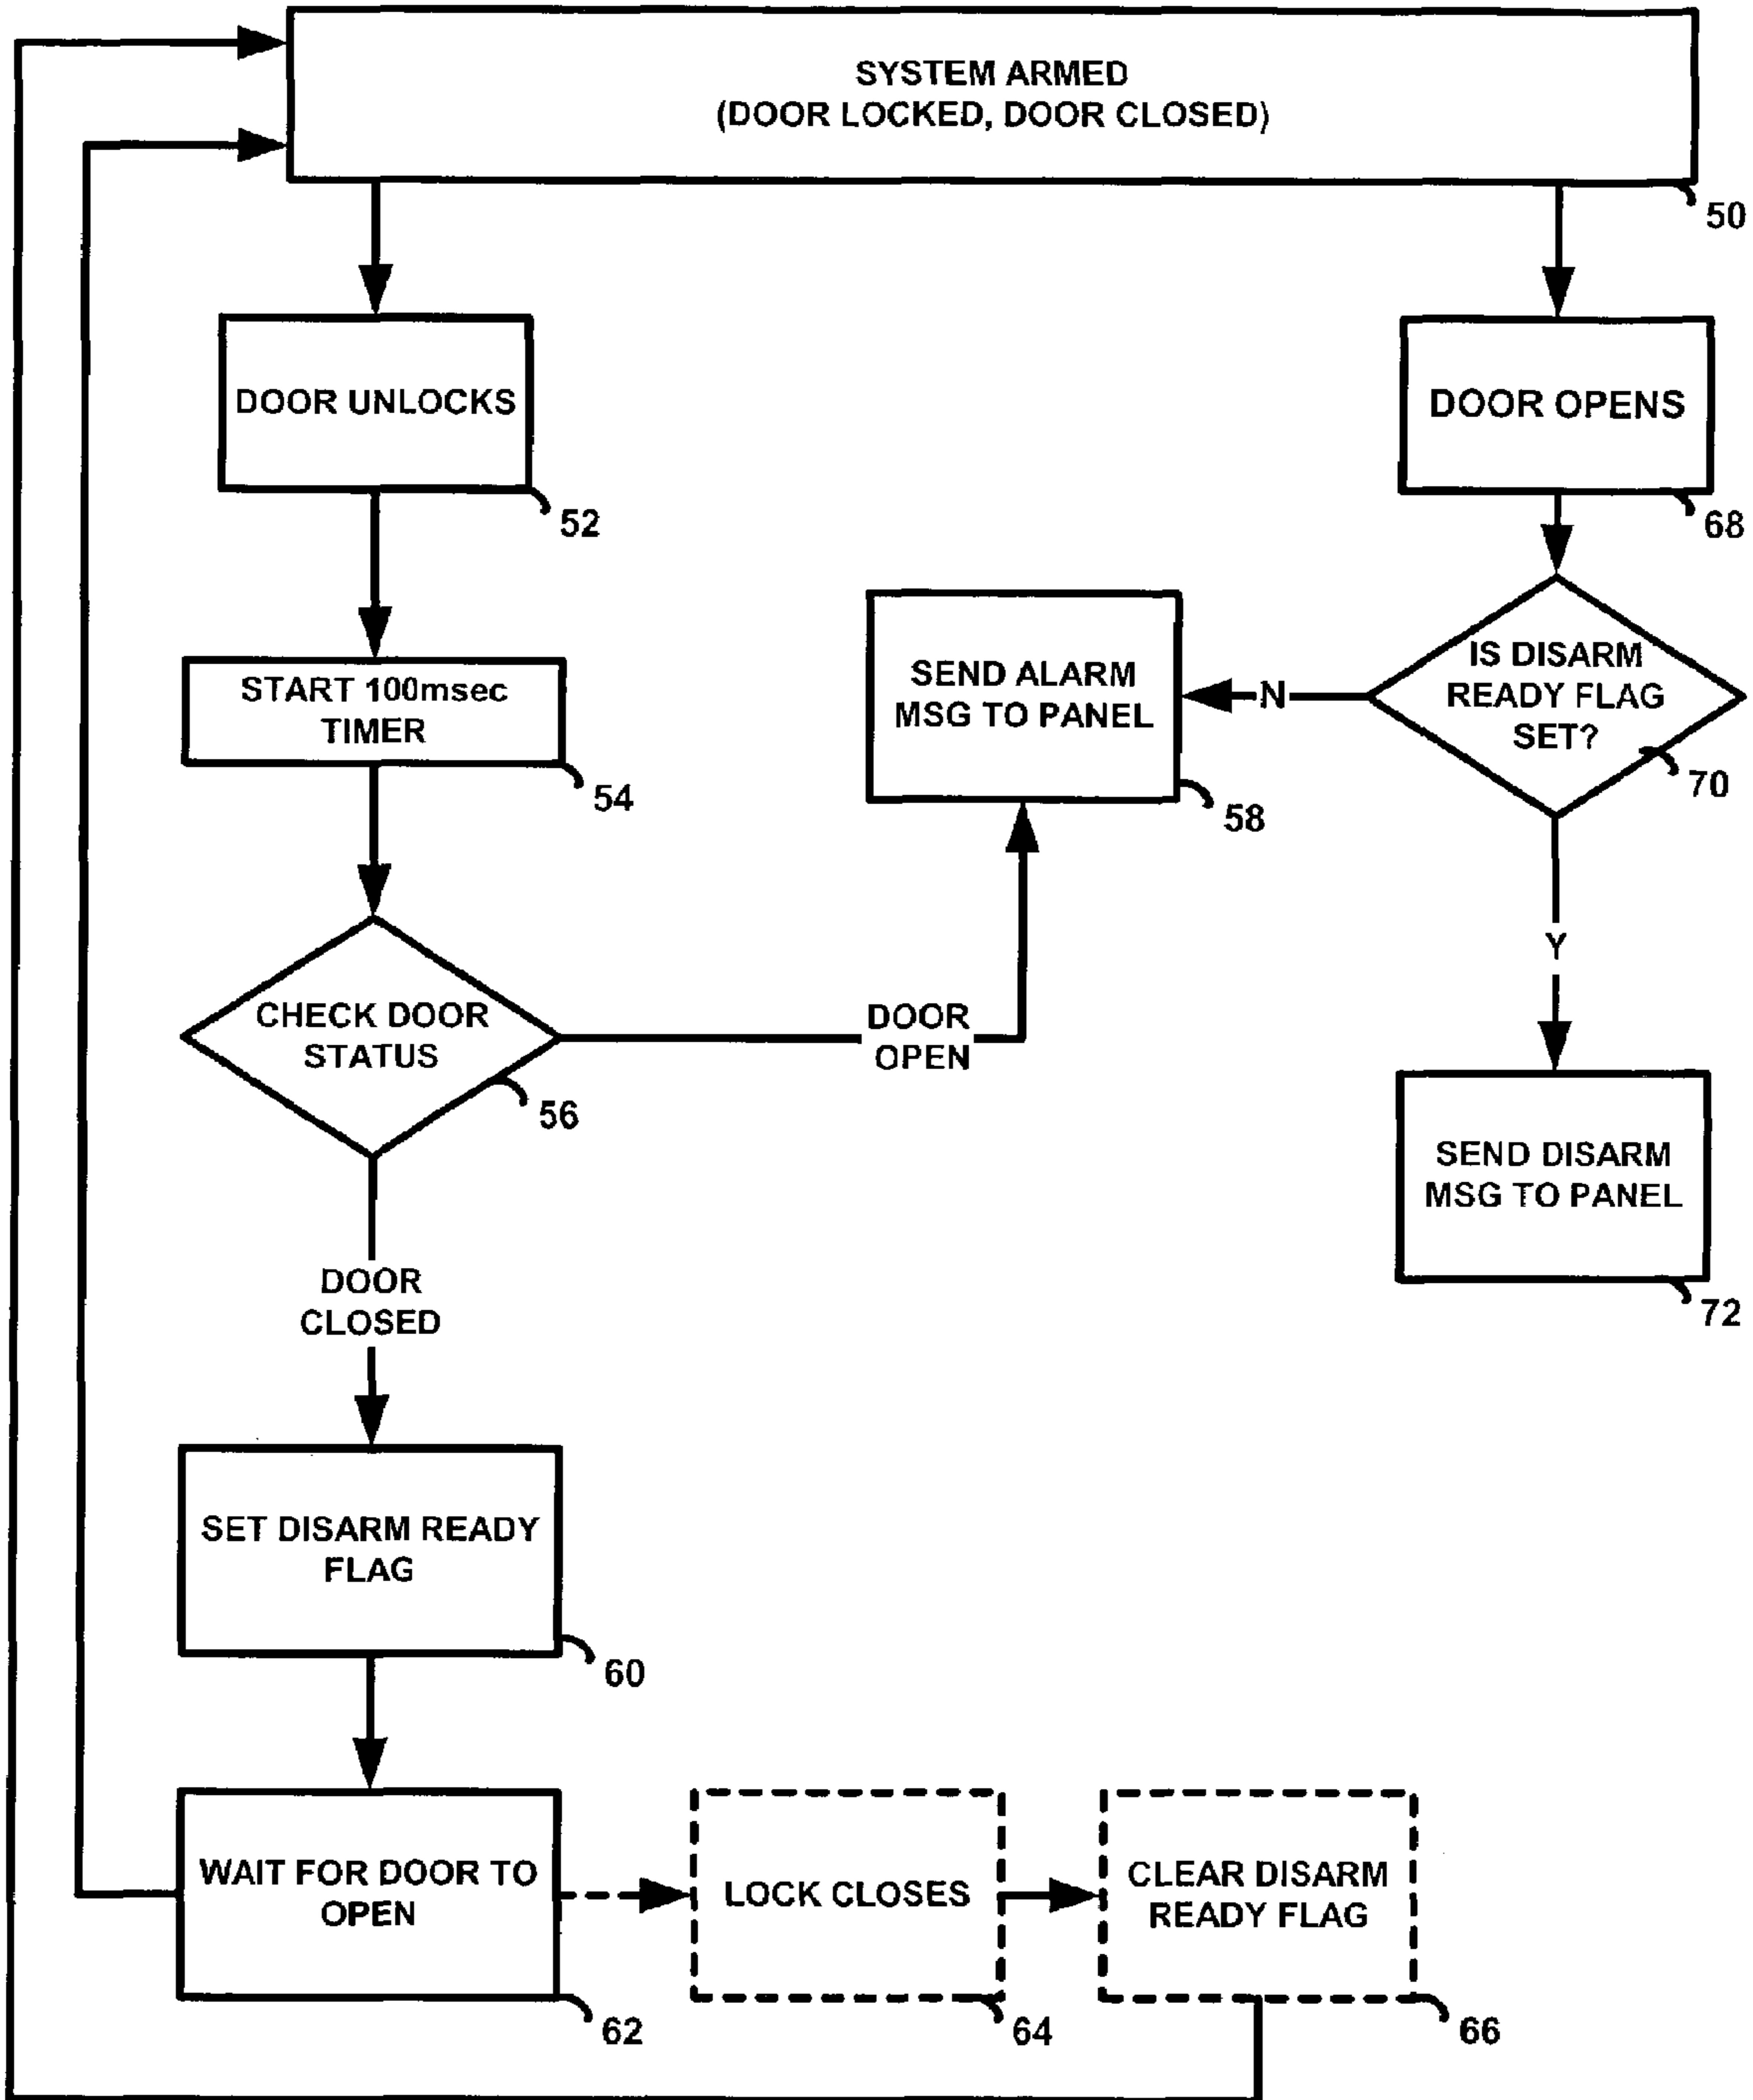 SYSTEM ARMED
(DOOR LOCKED, DOOR CLOSED)
50
DOOR UNLOCKS
52
DOOR OPENS
68
START 100msec
TIMER
54
SEND ALARM
MSG TO PANEL
58
N
IS DISARM
READY FLAG
SET?
70
Y
CHECK DOOR
STATUS
56
DOOR
OPEN
SEND DISARM
MSG TO PANEL
72
DOOR
CLOSED
SET DISARM READY
FLAG
60
WAIT FOR DOOR TO
OPEN
62
LOCK CLOSES
64
CLEAR DISARM
READY FLAG
66